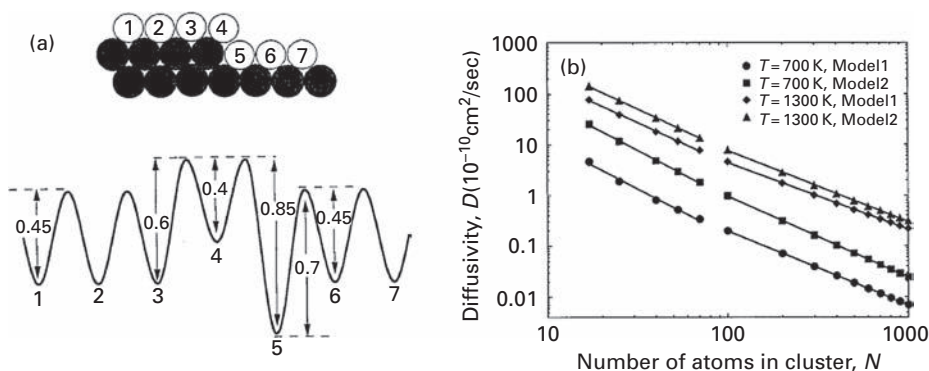 (a)
1 2 3 4
5 6 7
0.45
0.6
0.4
0.85
0.7
0.45
1 2 3 4 5 6 7
(b)
T = 700 K, Model1
T = 700 K, Model2
T = 1300 K, Model1
T = 1300 K, Model2
Diffusivity, D(10⁻¹⁰cm²/sec)
1000
100
10
1
0.1
0.01
10 100 1000
Number of atoms in cluster, N